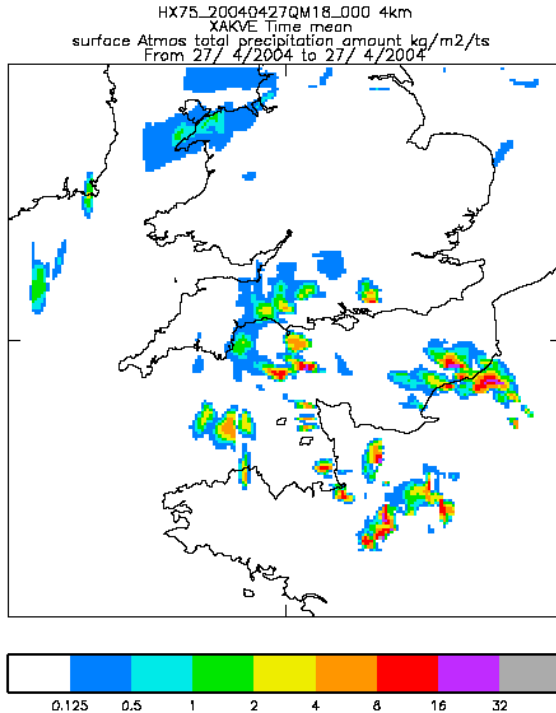 HX75_20040427QM18_000 4km
XAKVE Time mean
surface Atmos total precipitation amount kg/m2/ts
From 27/ 4/2004 to 27/ 4/2004
0.125 0.5 1 2 4 8 16 32